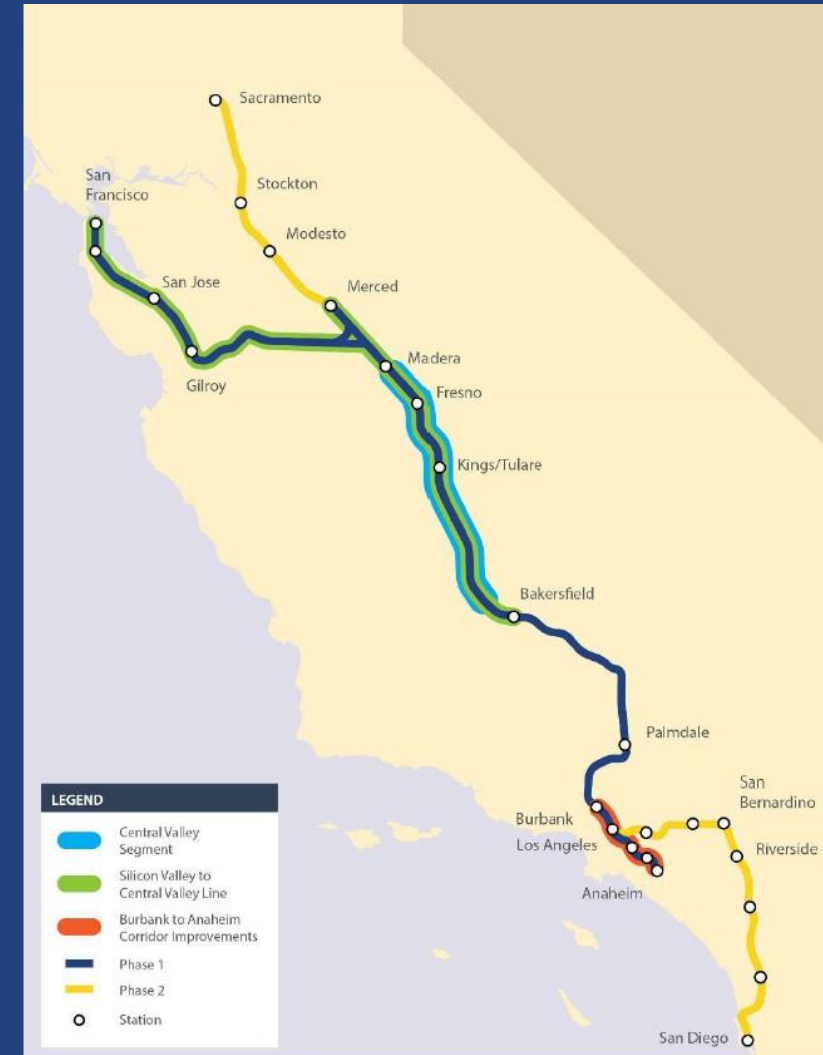 Sacramento
San
Francisco
Stockton
Modesto
San Jose
Merced
Gilroy
Madera
Fresno
Kings/Tulare
Bakersfield
Palmdale
San
Bernardino
Burbank
Los Angeles
Riverside
Anaheim
San Diego
LEGEND
Central Valley
Segment
Silicon Valley to
Central Valley Line
Burbank to Anaheim
Corridor Improvements
Phase 1
Phase 2
Station